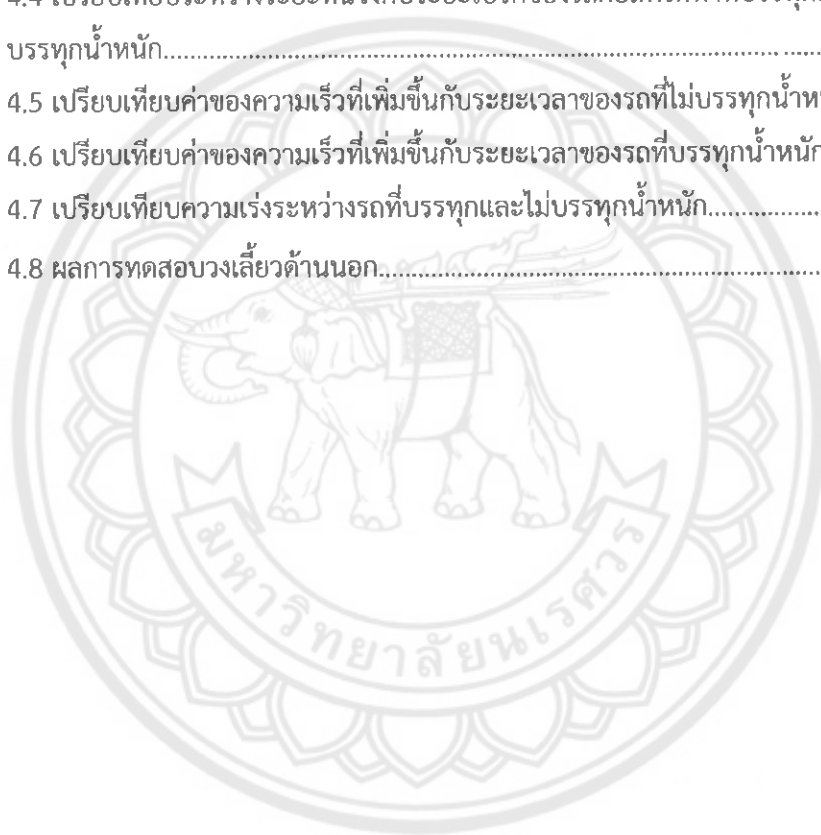 บรรทุกน้ำหนัก
4.5 เปรียบเทียบค่าของความเร็วที่เพิ่มขึ้นกับระยะเวลาของรถที่ไม่บรรทุกน้ำห
4.6 เปรียบเทียบค่าของความเร็วที่เพิ่มขึ้นกับระยะเวลาของรถที่บรรทุกน้ำหนัก
4.7 เปรียบเทียบความเร่งระหว่างรถที่บรรทุกและไม่บรรทุกน้ำหนัก
4.8 ผลการทดสอบวงเลี้ยวด้านนอก
มหาวิทยาลัยนเรศวร